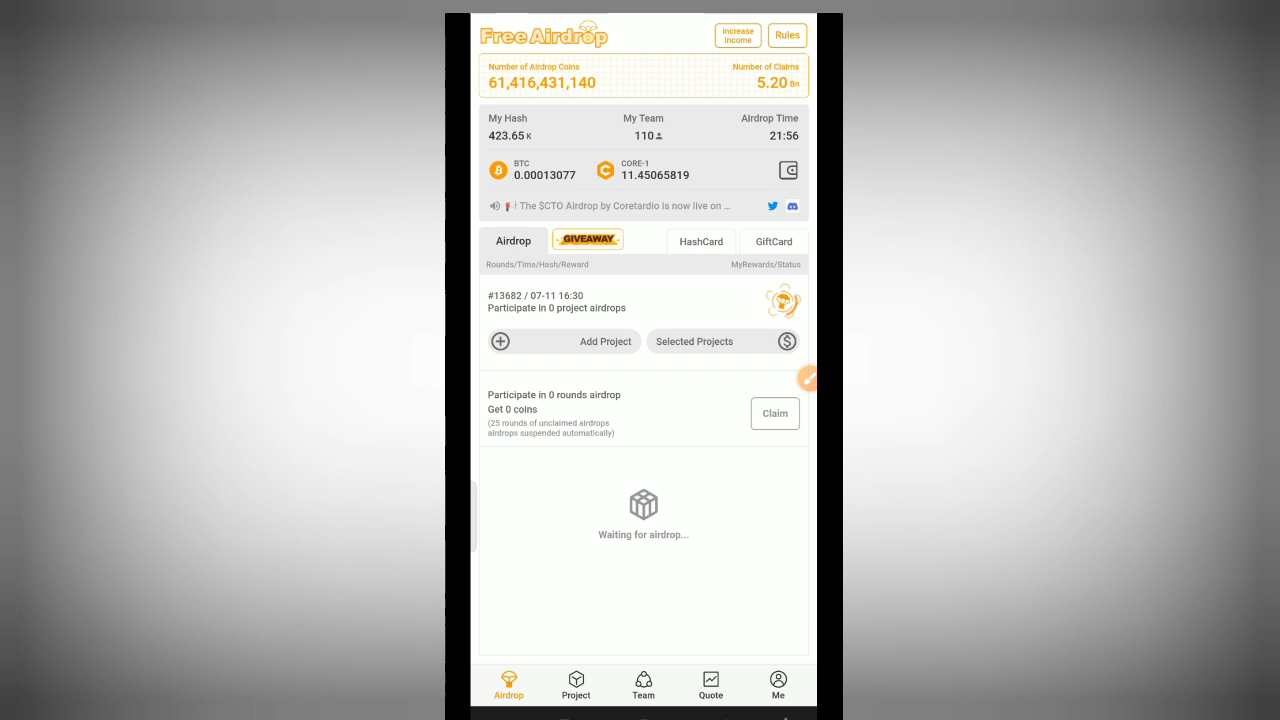 Free Airdrop
Increase
Income
Rules
Number of Airdrop Coins
Number of Claims
61,416,431,140
5.20 Bn
My Hash
My Team
Airdrop Time
423.65 K
110
21:56
BTC
0.00013077
CORE-1
11.45065819
The $CTO Airdrop by Coretardio is now live on ...
Airdrop
GIVEAWAY
HashCard
GiftCard
Rounds/Time/Hash/Reward
MyRewards/Status
#13682 / 07-11 16:30
Participate in 0 project airdrops
Add Project
Selected Projects
Participate in 0 rounds airdrop
Get 0 coins
(25 rounds of unclaimed airdrops
airdrops suspended automatically)
Claim
Waiting for airdrop...
Airdrop
Project
Team
Quote
Me